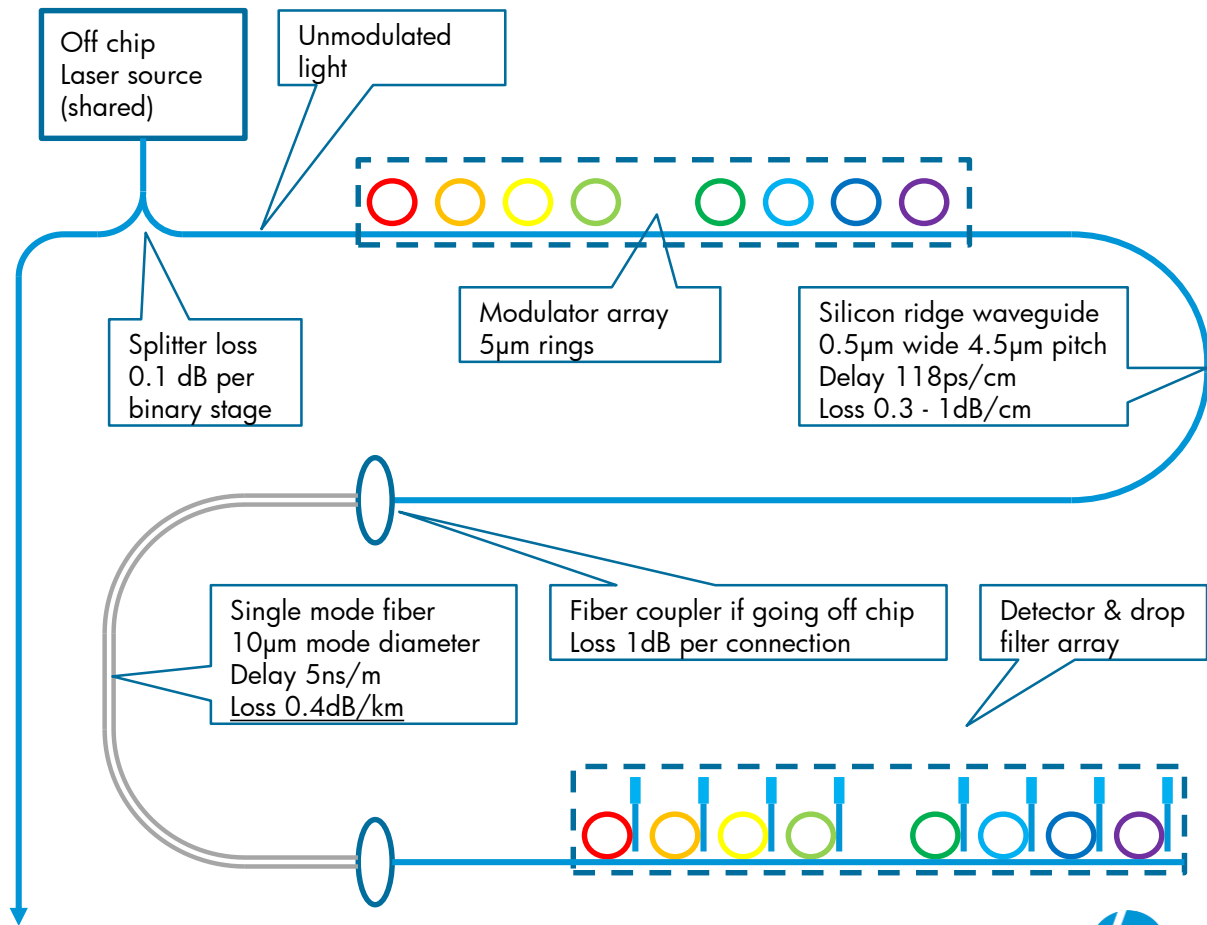 Off chip
Laser source
(shared)
Unmodulated
light
Splitter loss
0.1 dB per
binary stage
Modulator array
5µm rings
Silicon ridge waveguide
0.5µm wide 4.5µm pitch
Delay 118ps/cm
Loss 0.3 - 1dB/cm
Single mode fiber
10µm mode diameter
Delay 5ns/m
Loss 0.4dB/km
Fiber coupler if going off chip
Loss 1dB per connection
Detector & drop
filter array